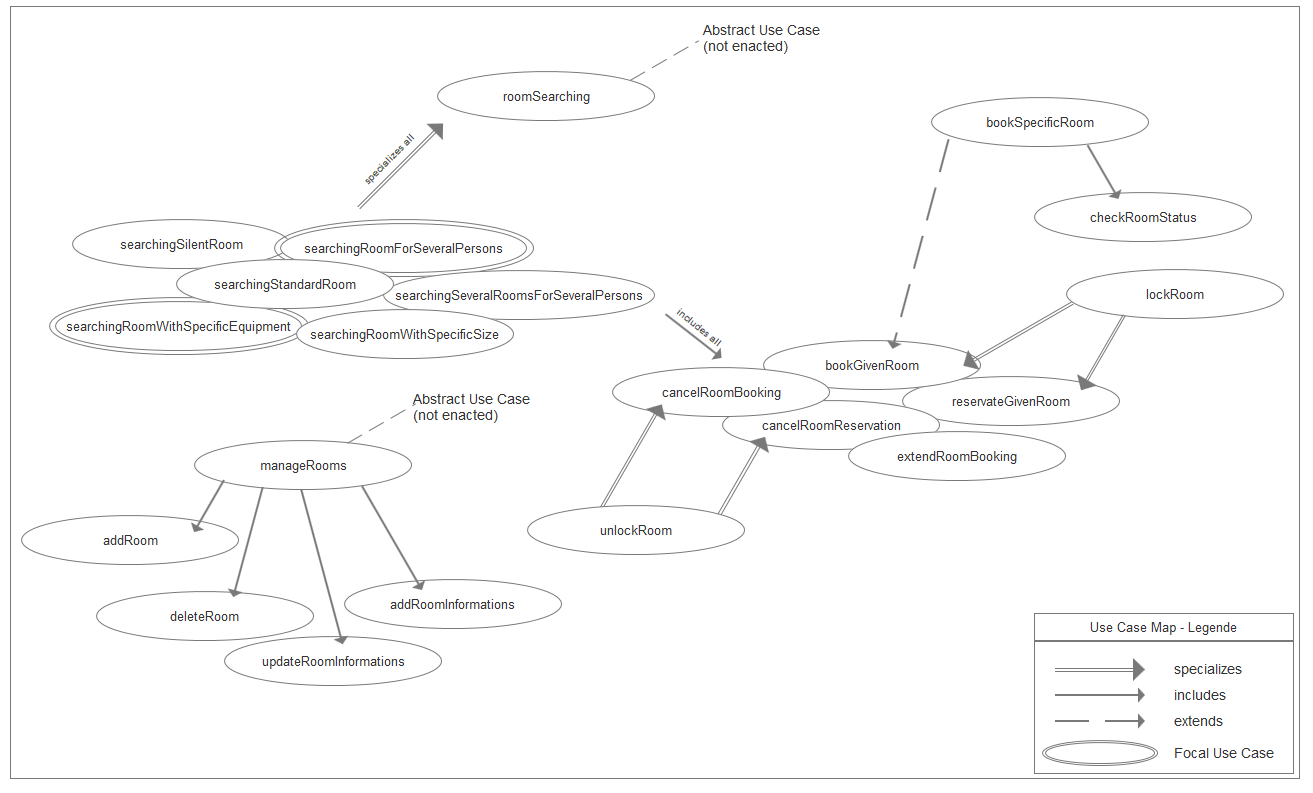 Abstract Use Case
(not enacted)
roomSearching
bookSpecificRoom
specializes all
checkRoomStatus
searchingSilentRoom
searchingRoomForSeveralPersons
searchingStandardRoom
searchingSeveralRoomsForSeveralPersons
lockRoom
searchingRoomWithSpecificEquipment
searchingRoomWithSpecificSize
includes all
bookGivenRoom
cancelRoomBooking
reservateGivenRoom
Abstract Use Case
(not enacted)
cancelRoomReservation
extendRoomBooking
manageRooms
unlockRoom
addRoom
addRoomInformations
deleteRoom
updateRoomInformations
Use Case Map - Legende
specializes
includes
extends
Focal Use Case